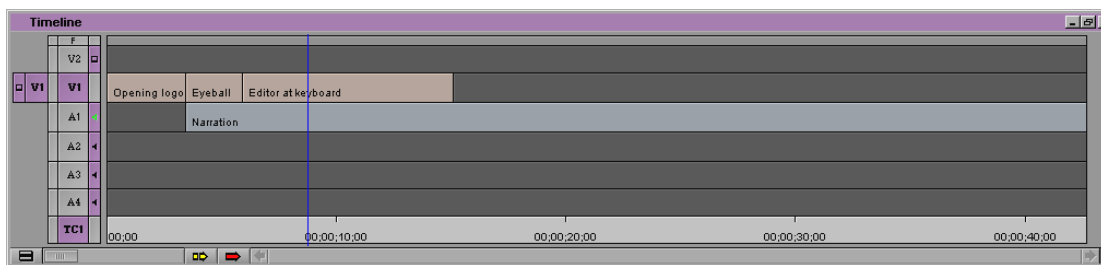 Timeline
F
V2
V1 V1 Opening logo Eyeball Editor at keyboard
A1 Narration
A2
A3
A4
TC1 00;00 00;00;10;00 00;00;20;00 00;00;30;00 00;00;40;00